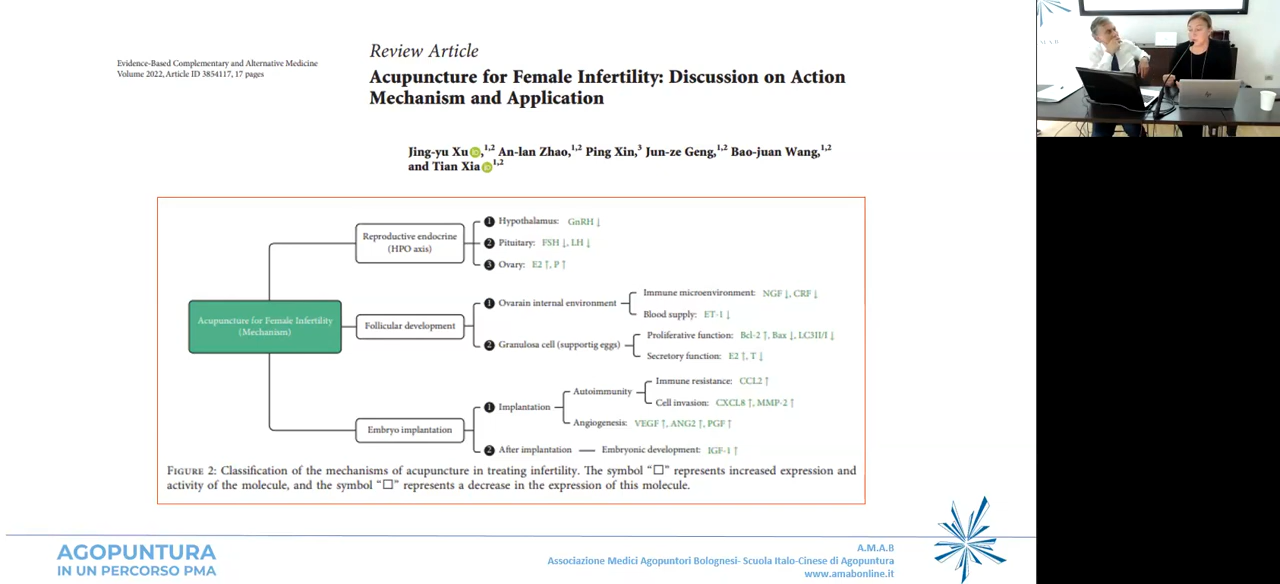 Evidence-Based Complementary and Alternative Medicine
Volume 2022, Article ID 3854117, 17 pages
Review Article
Acupuncture for Female Infertility: Discussion on Action
Mechanism and Application
Jing-yu Xu,1,2 An-lan Zhao,1,2 Ping Xin,3 Jun-ze Geng,1,2 Bao-juan Wang,1,2
and Tian Xia 1,2
Acupuncture for Female Infertility
(Mechanism)
Reproductive endocrine
(HPO axis)
1 Hypothalamus: GnRH ↓
2 Pituitary: FSH ↓, LH ↓
3 Ovary: E2 ↑, P ↑
Follicular development
1 Ovarain internal environment
Immune microenvironment: NGF ↓, CRF ↓
Blood supply: ET-1 ↓
2 Granulosa cell (supportig eggs)
Proliferative function: Bcl-2 ↑, Bax ↓, LC3II/I ↓
Secretory function: E2 ↑, T ↓
Embryo implantation
1 Implantation
Autoimmunity
Immune resistance: CCL2 ↑
Cell invasion: CXCL8 ↑, MMP-2 ↑
Angiogenesis: VEGF ↑, ANG2 ↑, PGF ↑
2 After implantation — Embryonic development: IGF-1 ↑
FIGURE 2: Classification of the mechanisms of acupuncture in treating infertility. The symbol “□” represents increased expression and
activity of the molecule, and the symbol “□” represents a decrease in the expression of this molecule.
AGOPUNTURA
IN UN PERCORSO PMA
A.M.A.B
Associazione Medici Agopuntori Bolognesi- Scuola Italo-Cinese di Agopuntura
www.amabonline.it